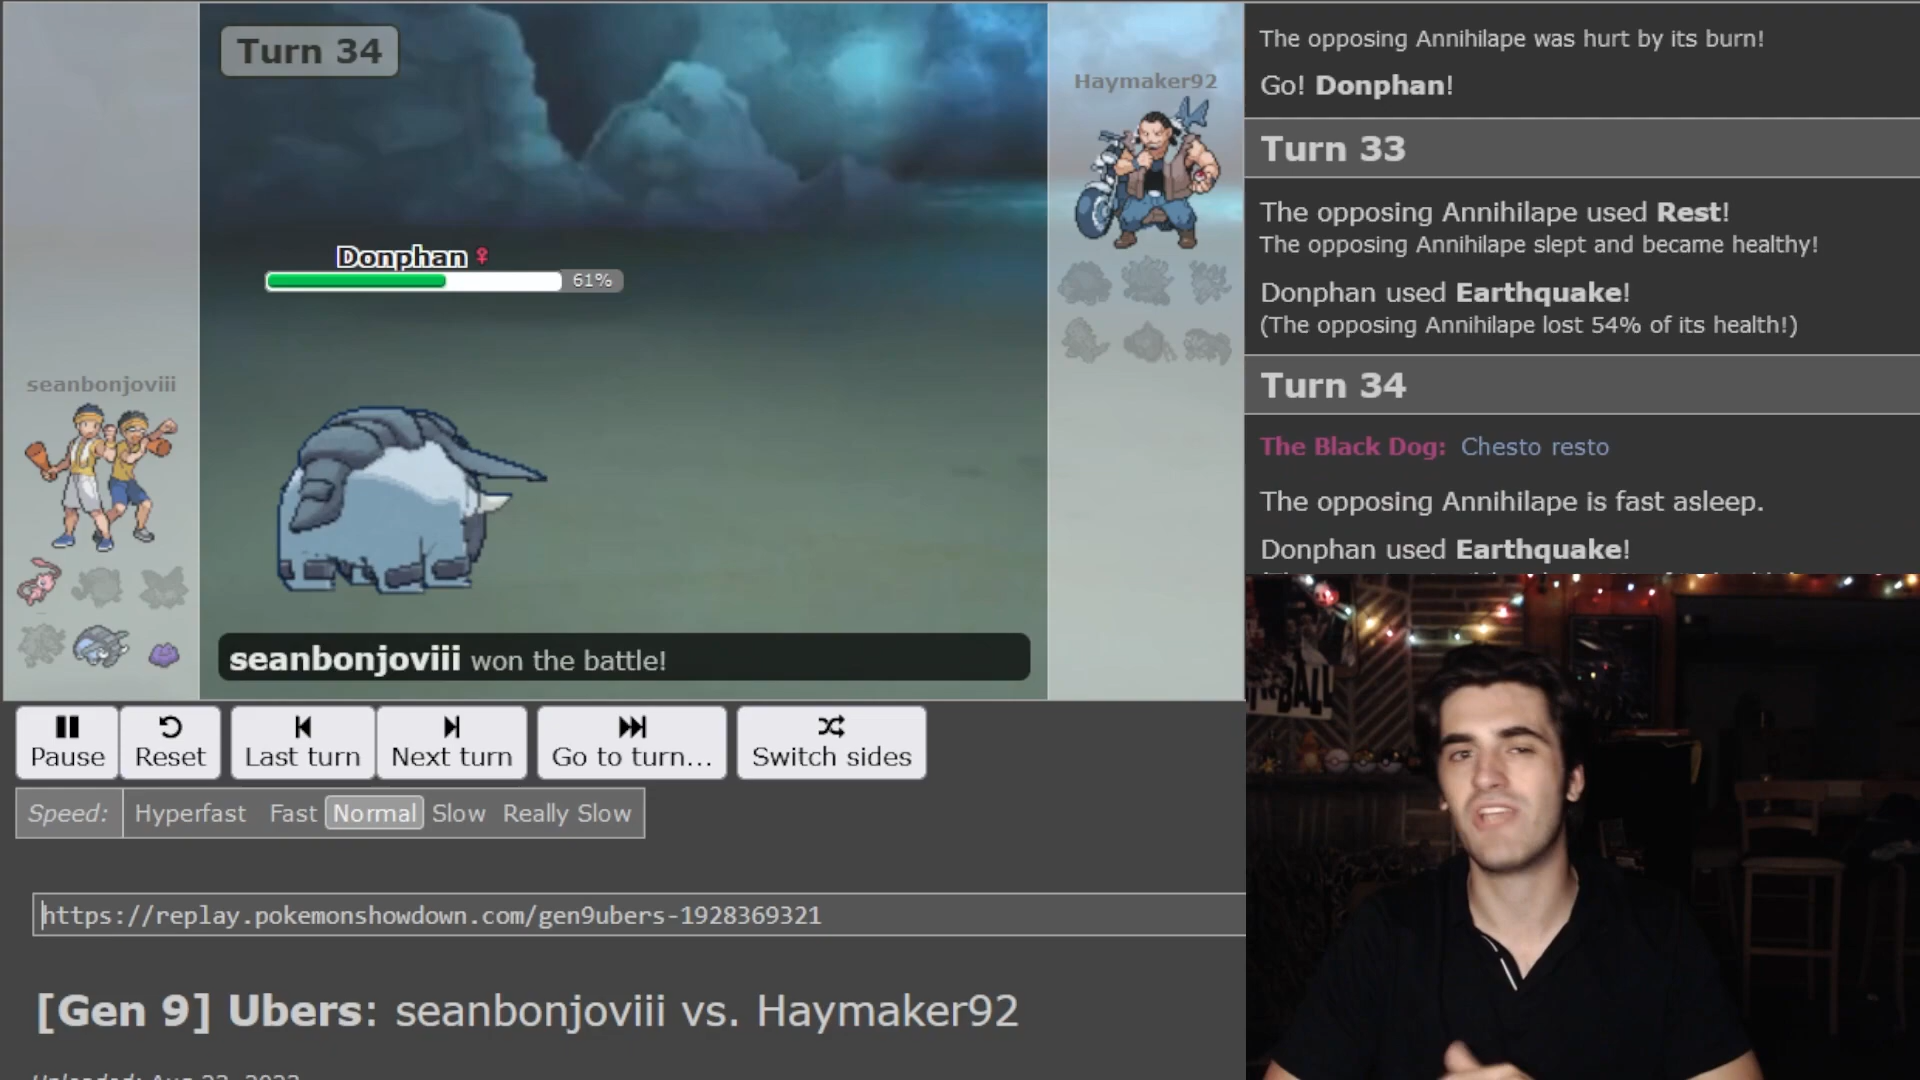 Turn 34
Haymaker92
Donphan ♀
61%
seanbonjoviii
seanbonjoviii won the battle!
The opposing Annihilape was hurt by its burn!
Go! Donphan!
Turn 33
The opposing Annihilape used Rest!
The opposing Annihilape slept and became healthy!
Donphan used Earthquake!
(The opposing Annihilape lost 54% of its health!)
Turn 34
The Black Dog: Chesto resto
The opposing Annihilape is fast asleep.
Donphan used Earthquake!
Pause
Reset
Last turn
Next turn
Go to turn...
Switch sides
Speed: Hyperfast Fast Normal Slow Really Slow
https://replay.pokemonshowdown.com/gen9ubers-1928369321
[Gen 9] Ubers: seanbonjoviii vs. Haymaker92